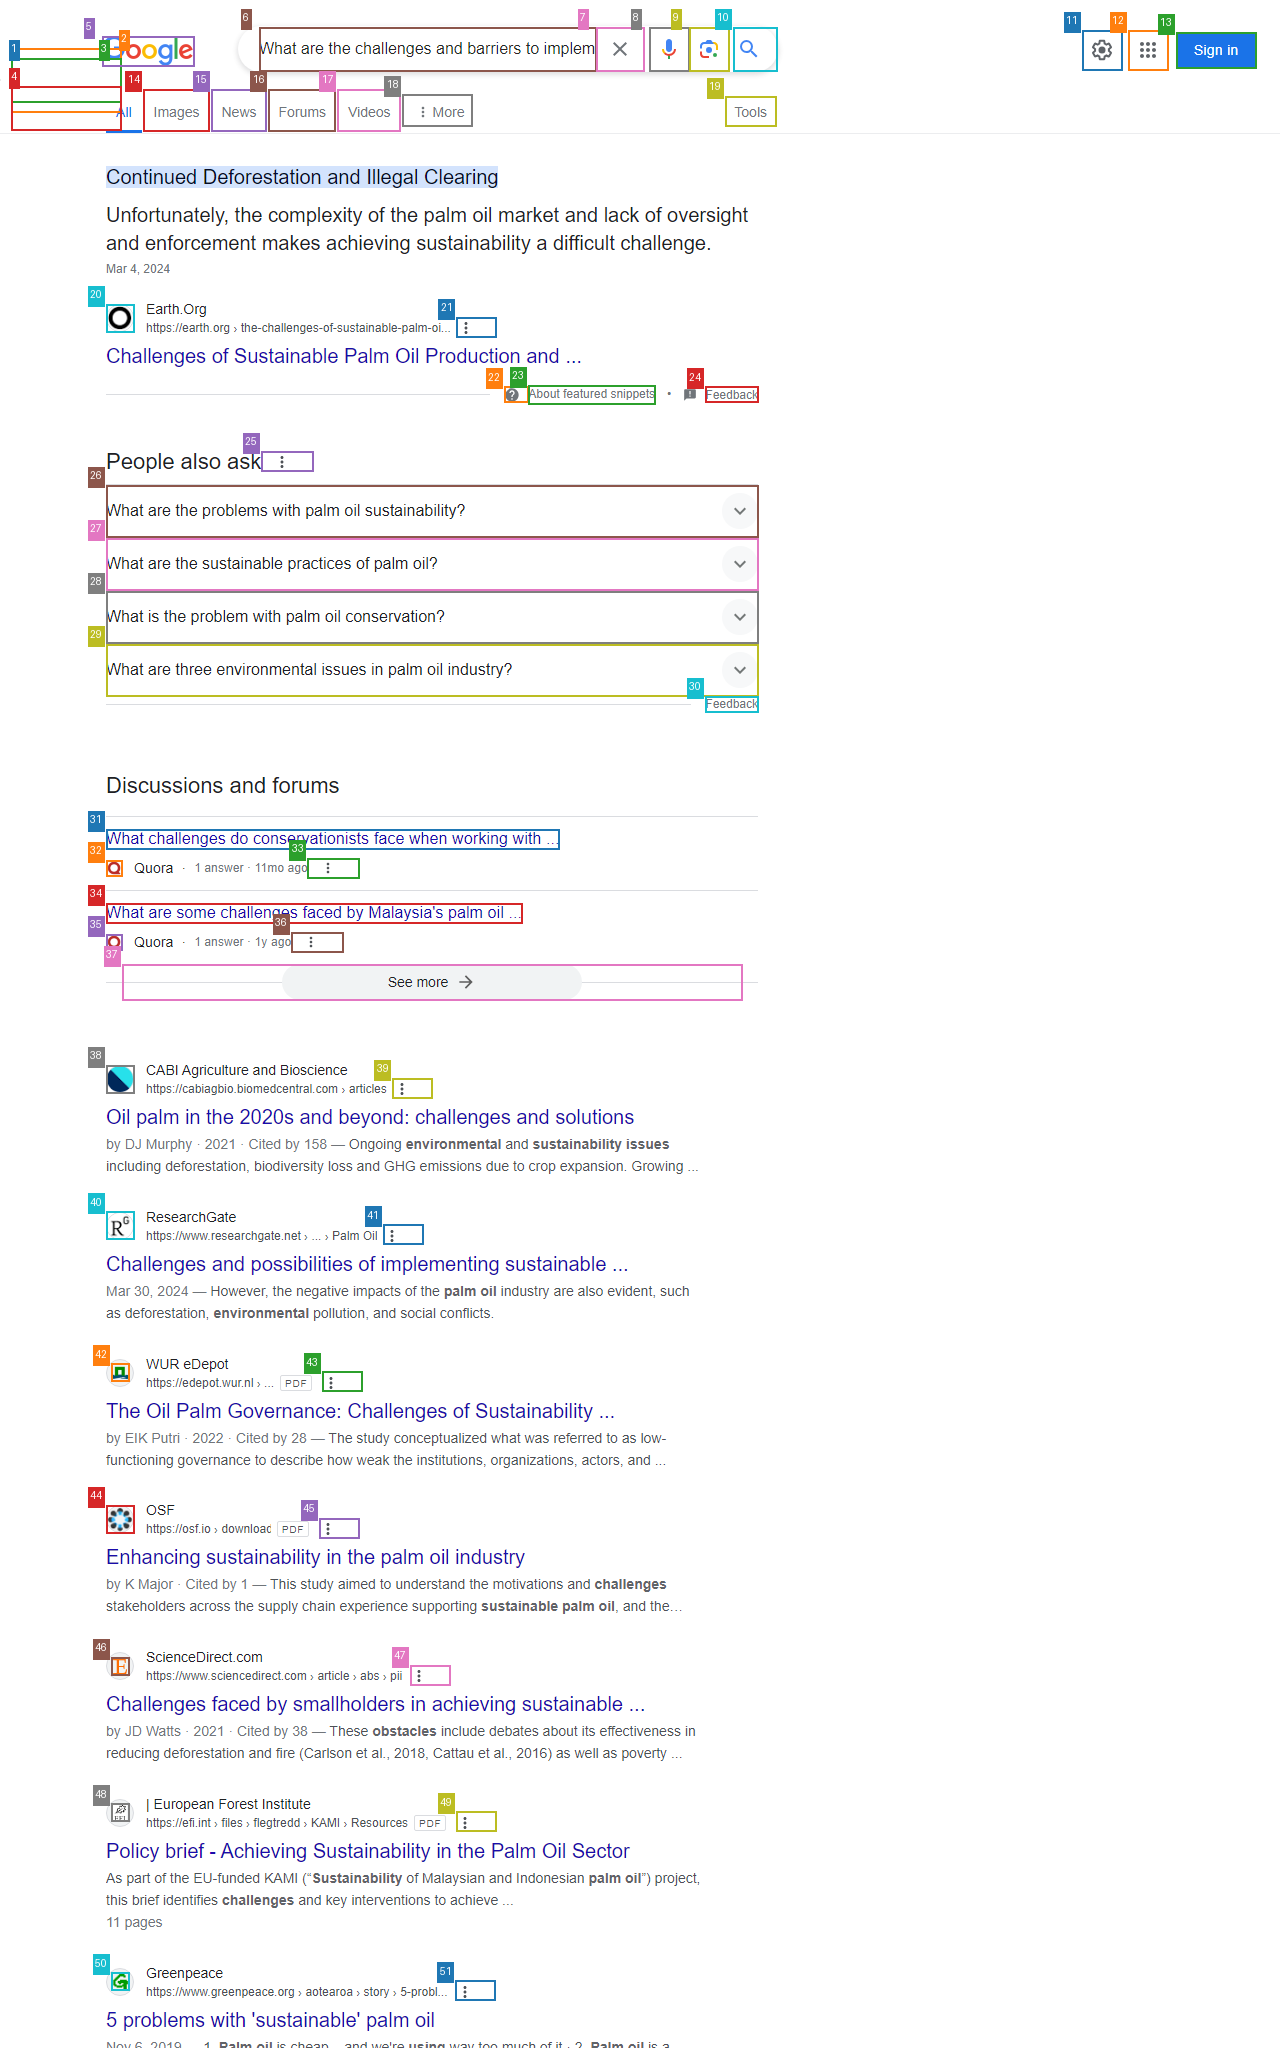 Google
What are the challenges and barriers to implem
Sign in
All
Images
News
Forums
Videos
More
Tools
Continued Deforestation and Illegal Clearing
Unfortunately, the complexity of the palm oil market and lack of oversight
and enforcement makes achieving sustainability a difficult challenge.
Mar 4, 2024
Earth.Org
https://earth.org › the-challenges-of-sustainable-palm-oi...
Challenges of Sustainable Palm Oil Production and ...
About featured snippets
•
Feedback
People also ask
What are the problems with palm oil sustainability?
What are the sustainable practices of palm oil?
What is the problem with palm oil conservation?
What are three environmental issues in palm oil industry?
Feedback
Discussions and forums
What challenges do conservationists face when working with ...
Quora · 1 answer · 11mo ago
What are some challenges faced by Malaysia's palm oil ...
Quora · 1 answer · 1y ago
See more
CABI Agriculture and Bioscience
https://cabiagbio.biomedcentral.com › articles
Oil palm in the 2020s and beyond: challenges and solutions
by DJ Murphy · 2021 · Cited by 158 — Ongoing environmental and sustainability issues
including deforestation, biodiversity loss and GHG emissions due to crop expansion. Growing ...
ResearchGate
https://www.researchgate.net › ... › Palm Oil
Challenges and possibilities of implementing sustainable ...
Mar 30, 2024 — However, the negative impacts of the palm oil industry are also evident, such
as deforestation, environmental pollution, and social conflicts.
WUR eDepot
https://edepot.wur.nl › ... PDF
The Oil Palm Governance: Challenges of Sustainability ...
by EIK Putri · 2022 · Cited by 28 — The study conceptualized what was referred to as low-
functioning governance to describe how weak the institutions, organizations, actors, and ...
OSF
https://osf.io › download PDF
Enhancing sustainability in the palm oil industry
by K Major · Cited by 1 — This study aimed to understand the motivations and challenges
stakeholders across the supply chain experience supporting sustainable palm oil, and the...
ScienceDirect.com
https://www.sciencedirect.com › article › abs › pii
Challenges faced by smallholders in achieving sustainable ...
by JD Watts · 2021 · Cited by 38 — These obstacles include debates about its effectiveness in
reducing deforestation and fire (Carlson et al., 2018, Cattau et al., 2016) as well as poverty ...
| European Forest Institute
https://efi.int › files › flegtredd › KAMI › Resources PDF
Policy brief - Achieving Sustainability in the Palm Oil Sector
As part of the EU-funded KAMI (“Sustainability of Malaysian and Indonesian palm oil”) project,
this brief identifies challenges and key interventions to achieve ...
11 pages
Greenpeace
https://www.greenpeace.org › aotearoa › story › 5-probl...
5 problems with 'sustainable' palm oil
Nov 6, 2019 — 1. Palm oil is cheap – and we're using way too much of it · 2. Palm oil is a